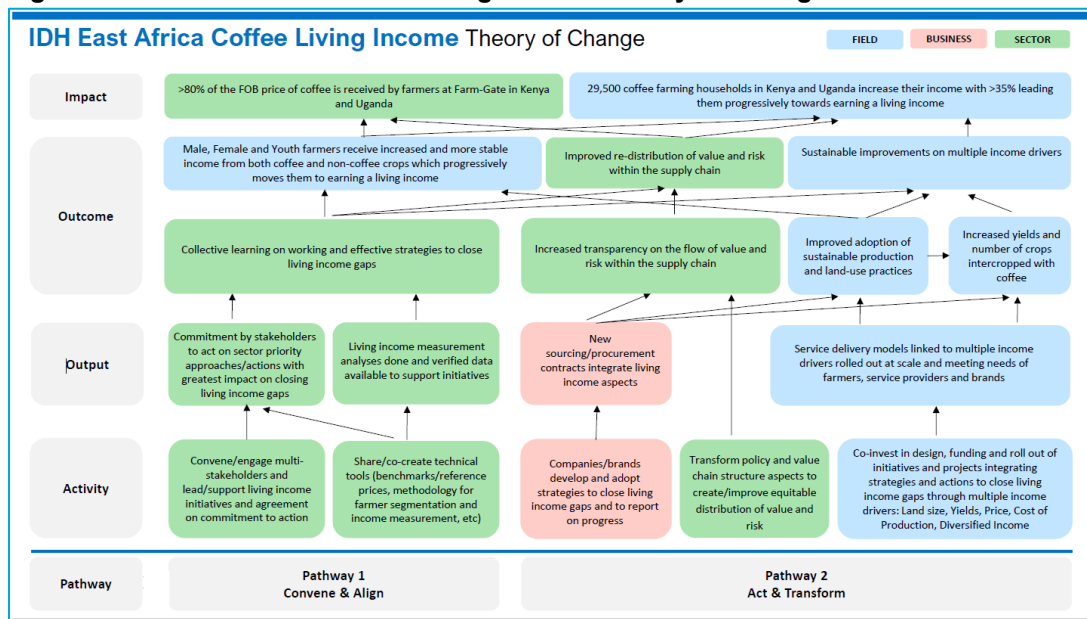 IDH East Africa Coffee Living Income Theory of Change
FIELD
BUSINESS
SECTOR
Impact
>80% of the FOB price of coffee is received by farmers at Farm-Gate in Kenya
and Uganda
29,500 coffee farming households in Kenya and Uganda increase their income with >35% leading
them progressively towards earning a living income
Outcome
Male, Female and Youth farmers receive increased and more stable
income from both coffee and non-coffee crops which progressively
moves them to earning a living income
Improved re-distribution of value and risk
within the supply chain
Sustainable improvements on multiple income drivers
Collective learning on working and effective strategies to close
living income gaps
Increased transparency on the flow of value and
risk within the supply chain
Improved adoption of
sustainable production
and land-use practices
Increased yields and
number of crops
intercropped with
coffee
Output
Commitment by stakeholders
to act on sector priority
approaches/actions with
greatest impact on closing
living income gaps
Living income measurement
analyses done and verified data
available to support initiatives
New
sourcing/procurement
contracts integrate living
income aspects
Service delivery models linked to multiple income
drivers rolled out at scale and meeting needs of
farmers, service providers and brands
Activity
Convene/engage multi-
stakeholders and
lead/support living income
initiatives and agreement
on commitment to action
Share/co-create technical
tools (benchmarks/reference
prices, methodology for
farmer segmentation and
income measurement, etc)
Companies/brands
develop and adopt
strategies to close living
income gaps and to report
on progress
Transform policy and value
chain structure aspects to
create/improve equitable
distribution of value and
risk
Co-invest in design, funding and roll out of
initiatives and projects integrating
strategies and actions to close living
income gaps through multiple income
drivers: Land size, Yields, Price, Cost of
Production, Diversified Income
Pathway
Pathway 1
Convene & Align
Pathway 2
Act & Transform